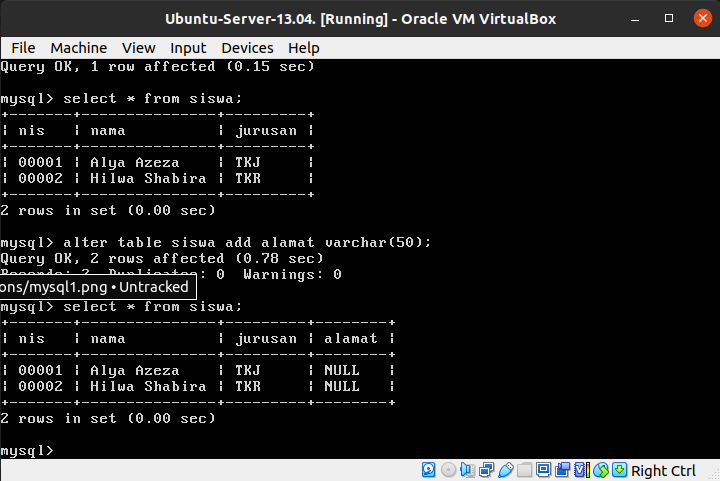 Ubuntu-Server-13.04. [Running] - Oracle VM VirtualBox
File Machine View Input Devices Help
Query OK, 1 row affected (0.15 sec)
mysql> select * from siswa;
+-------+----------------+---------+
| nis   | nama           | jurusan |
+-------+----------------+---------+
| 00001 | Alya Azeza     | TKJ     |
| 00002 | Hilwa Shabira  | TKR     |
+-------+----------------+---------+
2 rows in set (0.00 sec)
mysql> alter table siswa add alamat varchar(50);
Query OK, 2 rows affected (0.78 sec)
Records: 2  Duplicates: 0  Warnings: 0
ons/mysql1.png • Untracked
mysql> select * from siswa;
+-------+----------------+---------+--------+
| nis   | nama           | jurusan | alamat |
+-------+----------------+---------+--------+
| 00001 | Alya Azeza     | TKJ     | NULL   |
| 00002 | Hilwa Shabira  | TKR     | NULL   |
+-------+----------------+---------+--------+
2 rows in set (0.00 sec)
mysql>
Right Ctrl